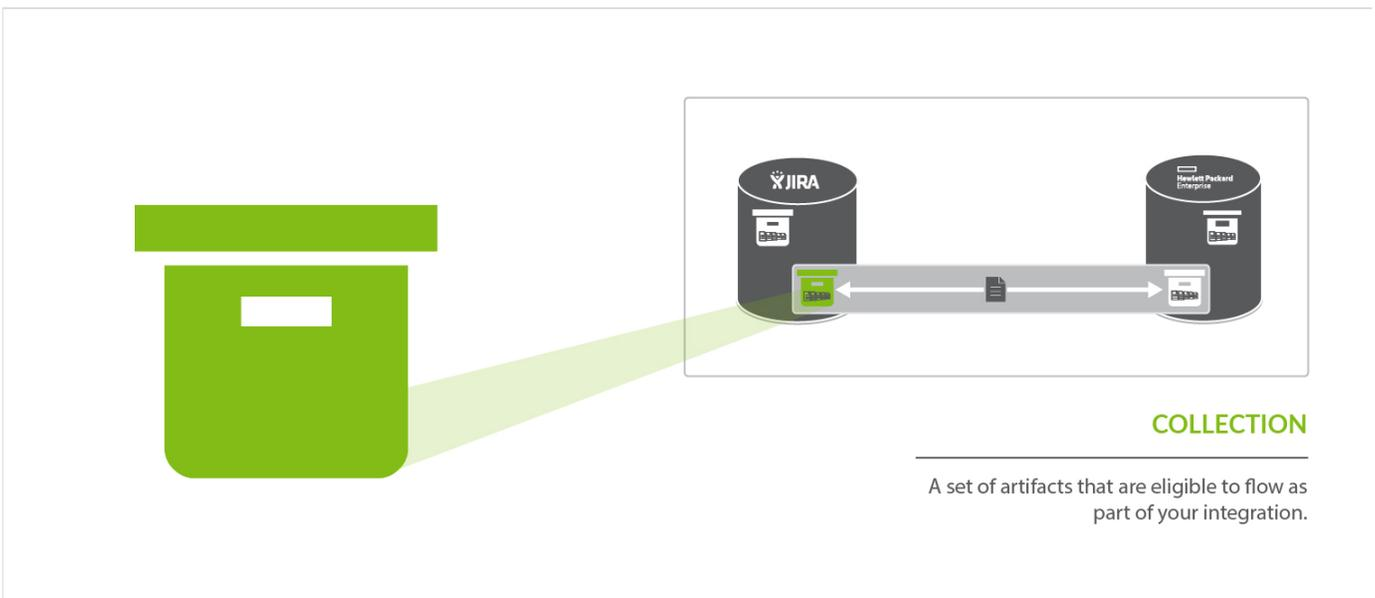 JIRA
Hewlett Packard
Enterprise
COLLECTION
A set of artifacts that are eligible to flow as
part of your integration.